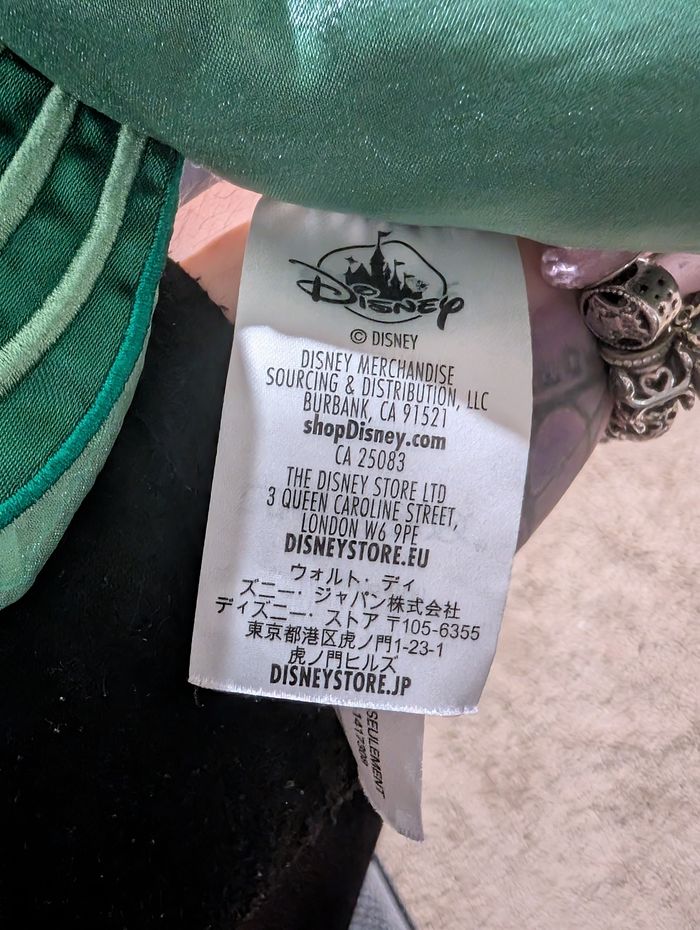 Disney
© DISNEY
DISNEY MERCHANDISE
SOURCING & DISTRIBUTION, LLC
BURBANK, CA 91521
shopDisney.com
CA 25083
THE DISNEY STORE LTD
3 QUEEN CAROLINE STREET,
LONDON W6 9PE
DISNEYSTORE.EU
ウォルト・ディ
ズニー・ジャパン株式会社
ディズニー・ストア 〒105-6355
東京都港区虎ノ門1-23-1
虎ノ門ヒルズ
DISNEYSTORE.JP
SEULEMENT